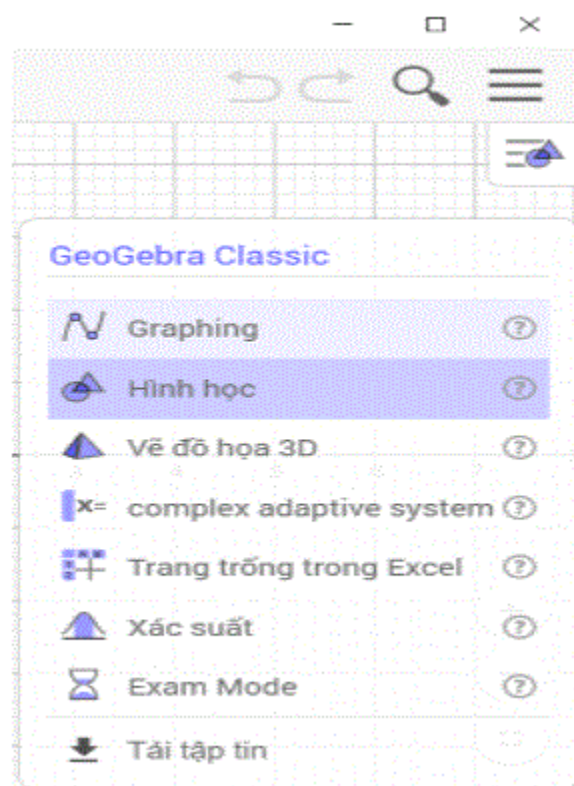 GeoGebra Classic
Graphing
Hình học
Vẽ đồ họa 3D
x= complex adaptive system
Trang trống trong Excel
Xác suất
Exam Mode
Tải tập tin